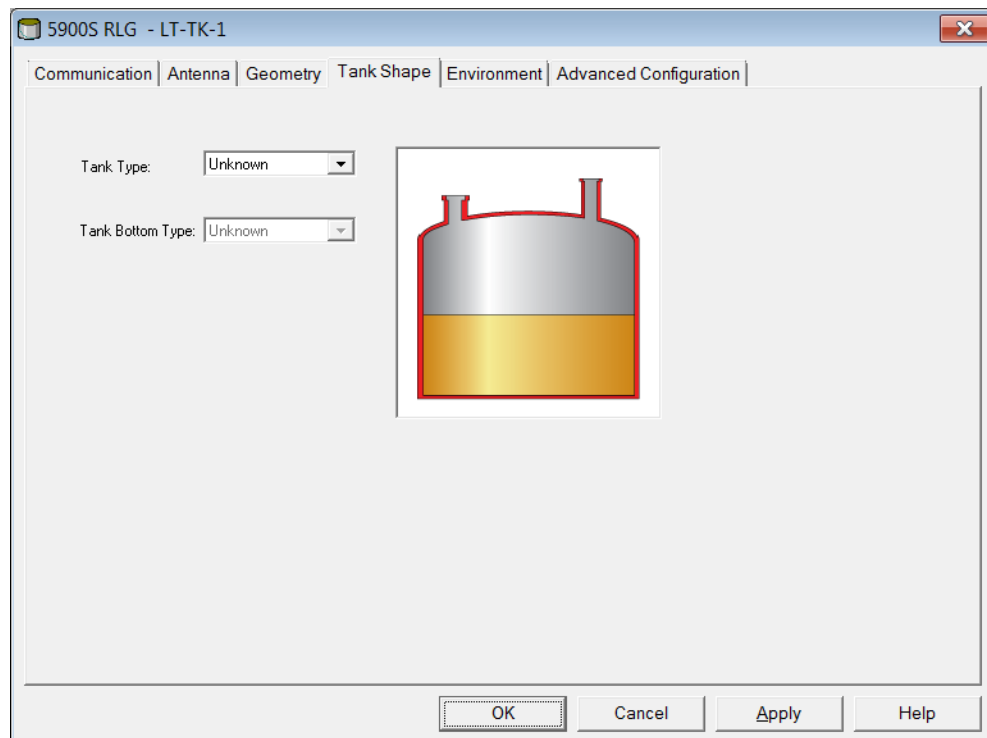 5900S RLG - LT-TK-1
Communication Antenna Geometry Tank Shape Environment Advanced Configuration
Tank Type: Unknown
Tank Bottom Type: Unknown
OK Cancel Apply Help